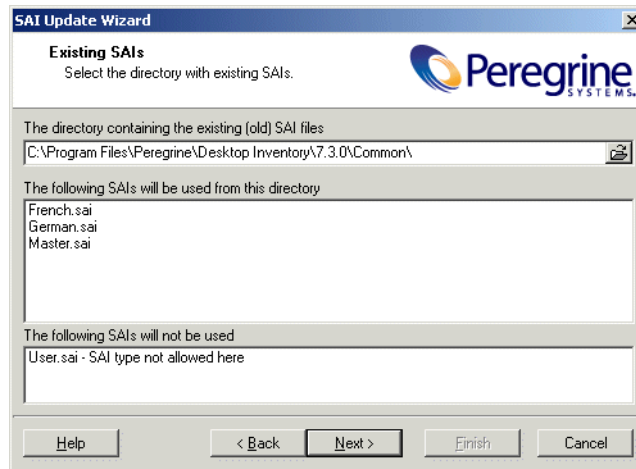 SAI Update Wizard
Existing SAIs
Select the directory with existing SAIs.
Peregrine
SYSTEMS
The directory containing the existing (old) SAI files
C:\Program Files\Peregrine\Desktop Inventory\7.3.0\Common\
The following SAIs will be used from this directory
French.sai
German.sai
Master.sai
The following SAIs will not be used
User.sai - SAI type not allowed here
Help
< Back
Next >
Finish
Cancel